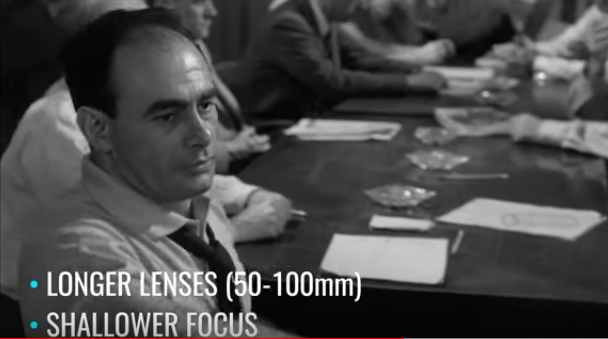 • LONGER LENSES (50-100mm)
• SHALLOWER FOCUS